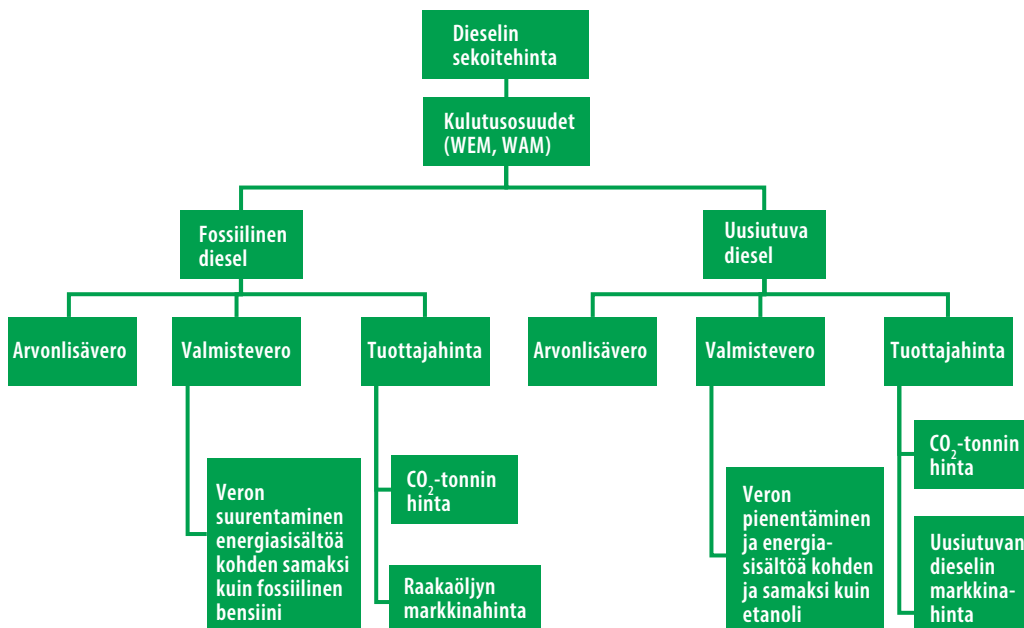 Dieselin
sekoitehinta
Kulutusosuudet
(WEM, WAM)
Fossiilinen
diesel
Uusiutuva
diesel
Arvonlisävero
Valmistevero
Tuottajahinta
Arvonlisävero
Valmistevero
Tuottajahinta
Veron
suurentaminen
energiasisältöä
kohden samaksi
kuin fossiilinen
bensiini
CO₂-tonnin
hinta
Raakaöljyn
markkinahinta
Veron
pienentäminen
ja energia-
sisältöä kohden
ja samaksi kuin
etanoli
CO₂-tonnin
hinta
Uusiutuvan
dieselin
markkina-
hinta